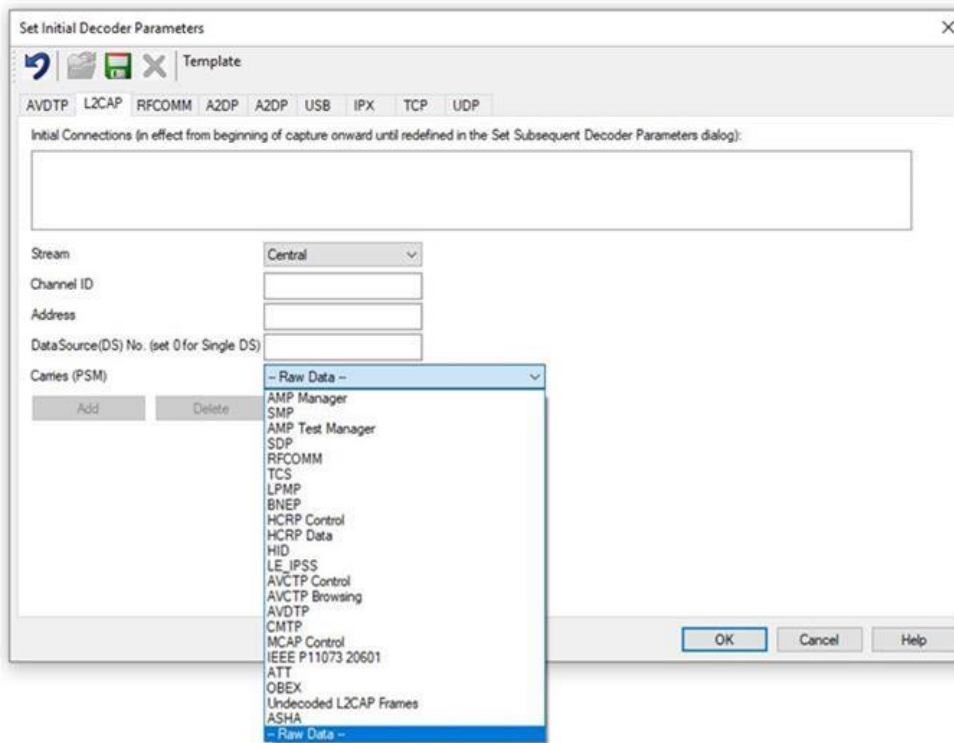 Set Initial Decoder Parameters
Template
AVDTP L2CAP RFCOMM A2DP A2DP USB IPX TCP UDP
Initial Connections (in effect from beginning of capture onward until redefined in the Set Subsequent Decoder Parameters dialog):
Stream Central
Channel ID
Address
DataSource(DS) No. (set 0 for Single DS)
Carries (PSM) -- Raw Data --
Add Delete
AMP Manager
SMP
AMP Test Manager
SDP
RFCOMM
TCS
LPMP
BNEP
HCRP Control
HCRP Data
HID
LE_IPSS
AVCTP Control
AVCTP Browsing
AVDTP
CMTP
MCAP Control
IEEE P11073 20601
ATT
OBEX
Undecoded L2CAP Frames
ASHA
-- Raw Data --
OK Cancel Help